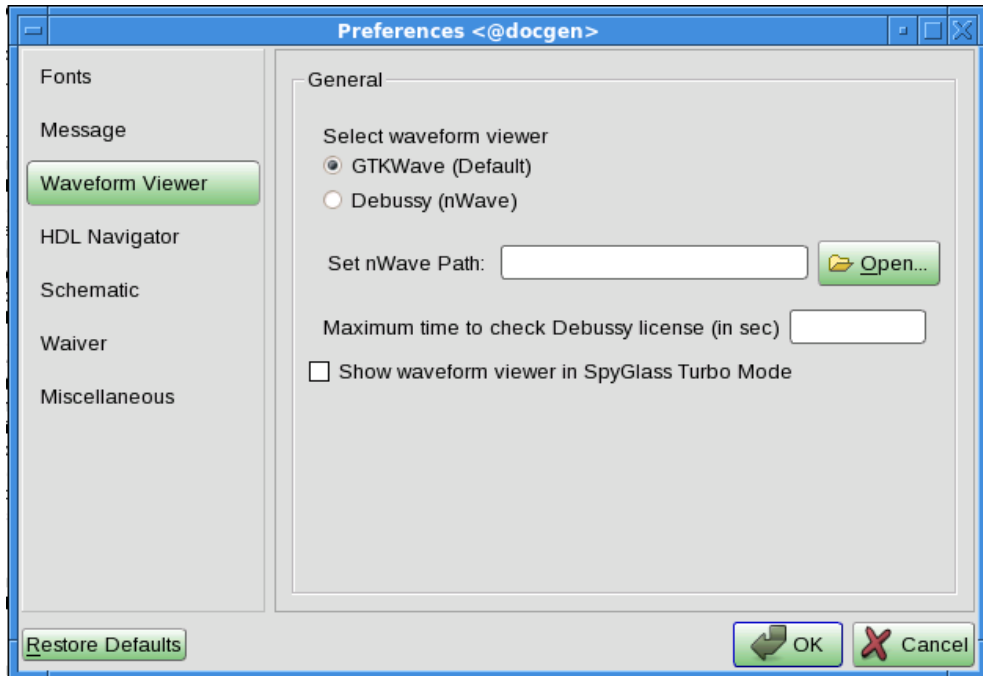 Preferences <@docgen>
Fonts
Message
Waveform Viewer
HDL Navigator
Schematic
Waiver
Miscellaneous
General
Select waveform viewer
GTKWave (Default)
Debussy (nWave)
Set nWave Path:
Open...
Maximum time to check Debussy license (in sec)
Show waveform viewer in SpyGlass Turbo Mode
Restore Defaults
OK
Cancel